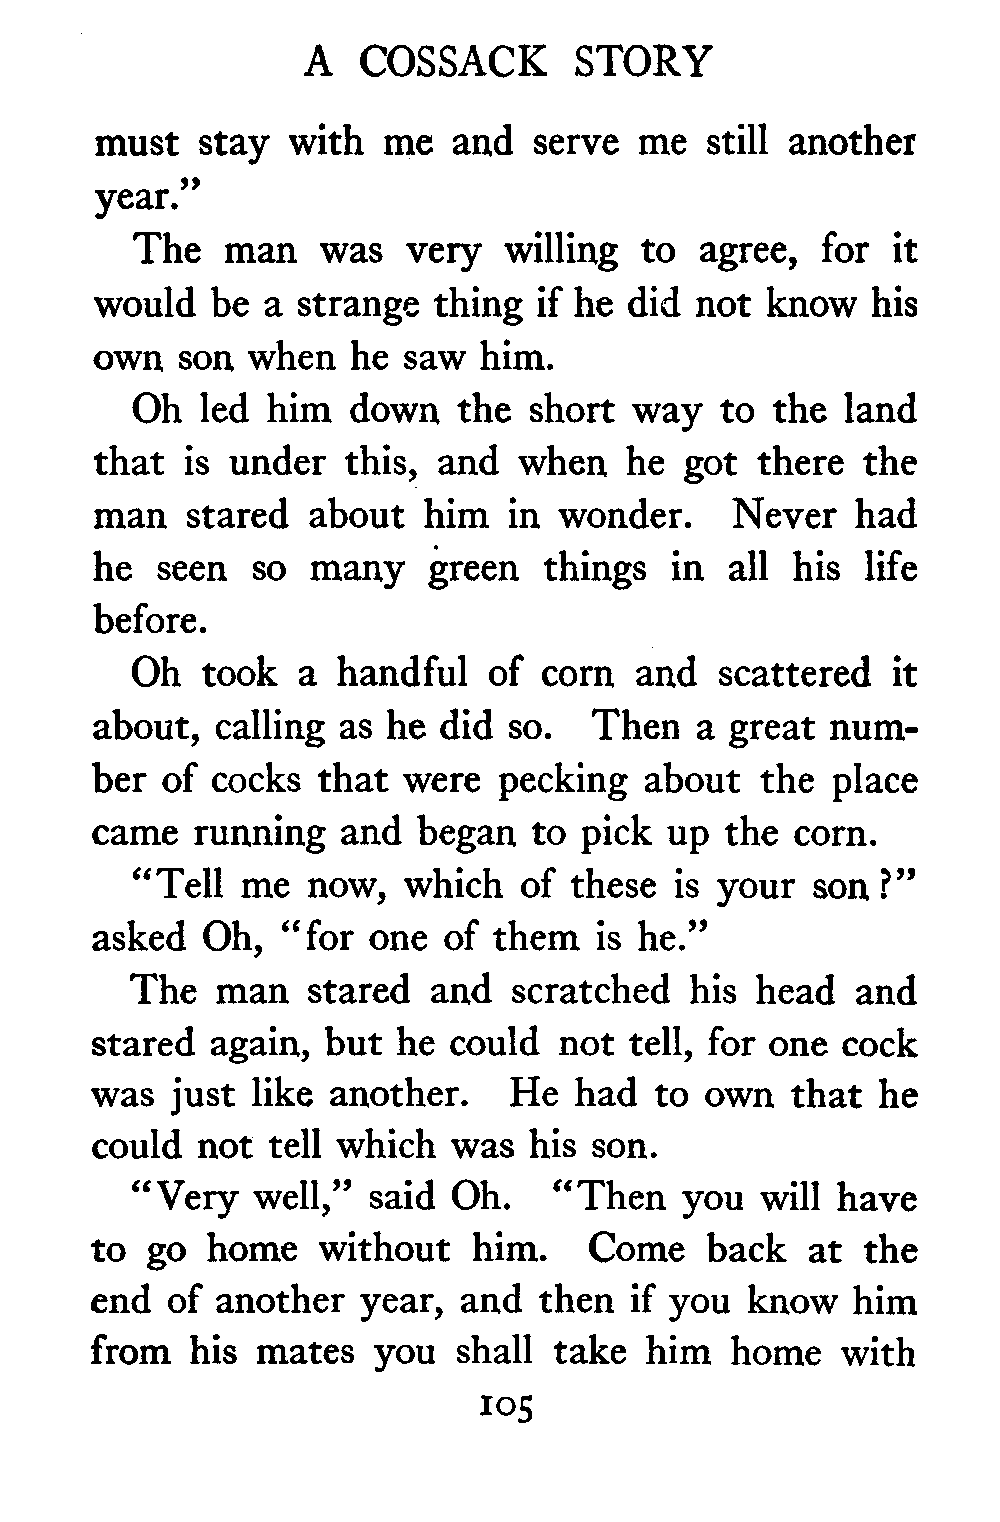 A COSSACK STORY
must stay with me and serve me still another
year.”
The man was very willing to agree, for it
would be a strange thing if he did not know his
own son when he saw him.
Oh led him down the short way to the land
that is under this, and when he got there the
man stared about him in wonder. Never had
he seen so many green things in all his life
before.
Oh took a handful of corn and scattered it
about, calling as he did so. Then a great num-
ber of cocks that were pecking about the place
came running and began to pick up the corn.
“Tell me now, which of these is your son?”
asked Oh, “for one of them is he.”
The man stared and scratched his head and
stared again, but he could not tell, for one cock
was just like another. He had to own that he
could not tell which was his son.
“Very well,” said Oh. “Then you will have
to go home without him. Come back at the
end of another year, and then if you know him
from his mates you shall take him home with
105